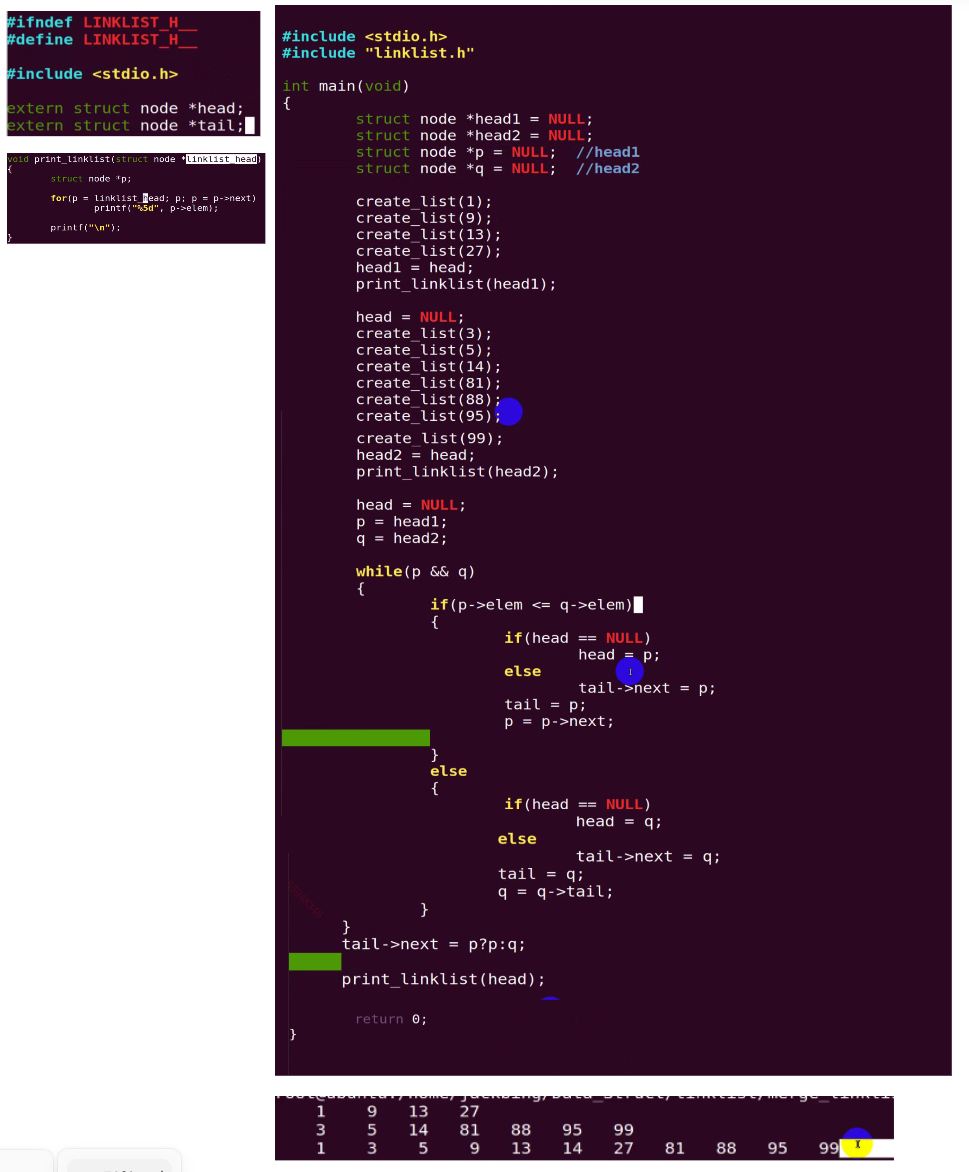 #ifndef LINKLIST_H__
#define LINKLIST_H__
#include <stdio.h>
extern struct node *head;
extern struct node *tail;
void print_linklist(struct node *linklist_head)
{
struct node *p;
for(p = linklist_head; p; p = p->next)
printf("%5d", p->elem);
printf("\n");
}
#include <stdio.h>
#include "linklist.h"
int main(void)
{
struct node *head1 = NULL;
struct node *head2 = NULL;
struct node *p = NULL;  //head1
struct node *q = NULL;  //head2
create_list(1);
create_list(9);
create_list(13);
create_list(27);
head1 = head;
print_linklist(head1);
head = NULL;
create_list(3);
create_list(5);
create_list(14);
create_list(81);
create_list(88);
create_list(95);
create_list(99);
head2 = head;
print_linklist(head2);
head = NULL;
p = head1;
q = head2;
while(p && q)
{
if(p->elem <= q->elem)
{
if(head == NULL)
head = p;
else
tail->next = p;
tail = p;
p = p->next;
}
else
{
if(head == NULL)
head = q;
else
tail->next = q;
tail = q;
q = q->tail;
}
}
tail->next = p?p:q;
print_linklist(head);
return 0;
}
1 9 13 27
3 5 14 81 88 95 99
1 3 5 9 13 14 27 81 88 95 99